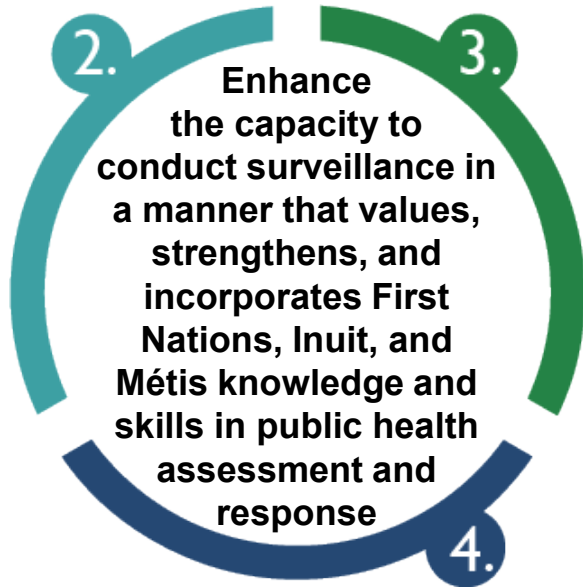 2.
3.
Enhance
the capacity to
conduct surveillance in
a manner that values,
strengthens, and
incorporates First
Nations, Inuit, and
Métis knowledge and
skills in public health
assessment and
response
4.